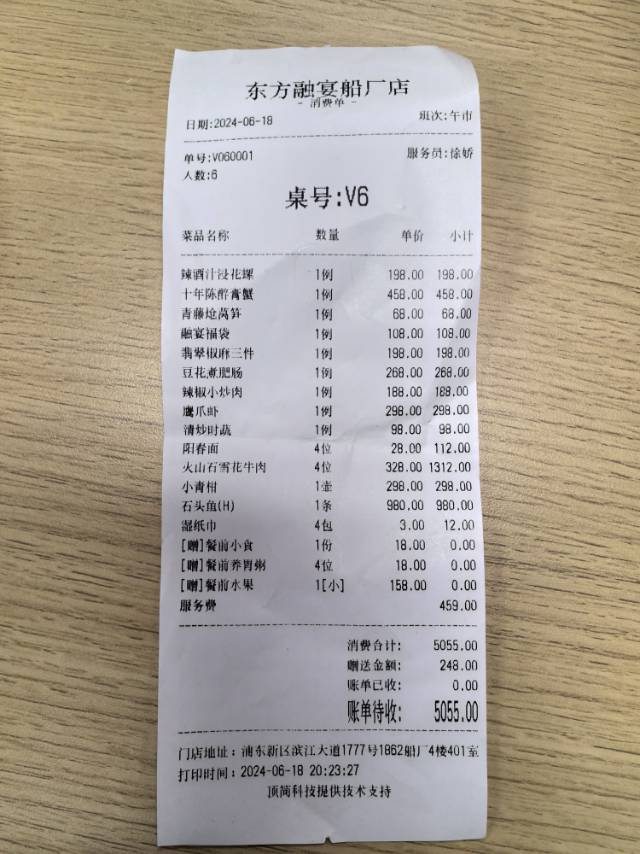 东方融宴船厂店
- 消费单 -
日期:2024-06-18 班次:午市
单号:V060001 服务员:徐娇
人数:6
桌号:V6
菜品名称 数量 单价 小计
辣酒汁浸花螺 1例 198.00 198.00
十年陈醉膏蟹 1例 458.00 458.00
青藤炝莴笋 1例 68.00 68.00
融宴福袋 1例 108.00 108.00
翡翠椒麻三件 1例 198.00 198.00
豆花煮肥肠 1例 268.00 268.00
辣椒小炒肉 1例 188.00 188.00
鹰爪虾 1例 298.00 298.00
清炒时蔬 1例 98.00 98.00
阳春面 4位 28.00 112.00
火山石雪花牛肉 4位 328.00 1312.00
小青柑 1壶 298.00 298.00
石头鱼(H) 1条 980.00 980.00
湿纸巾 4包 3.00 12.00
[赠]餐前小食 1份 18.00 0.00
[赠]餐前养胃粥 4位 18.00 0.00
[赠]餐前水果 1[小] 158.00 0.00
服务费 459.00
消费合计: 5055.00
赠送金额: 248.00
账单已收: 0.00
账单待收: 5055.00
门店地址：浦东新区滨江大道1777号1862船厂4楼401室
打印时间：2024-06-18 20:23:27
顶简科技提供技术支持